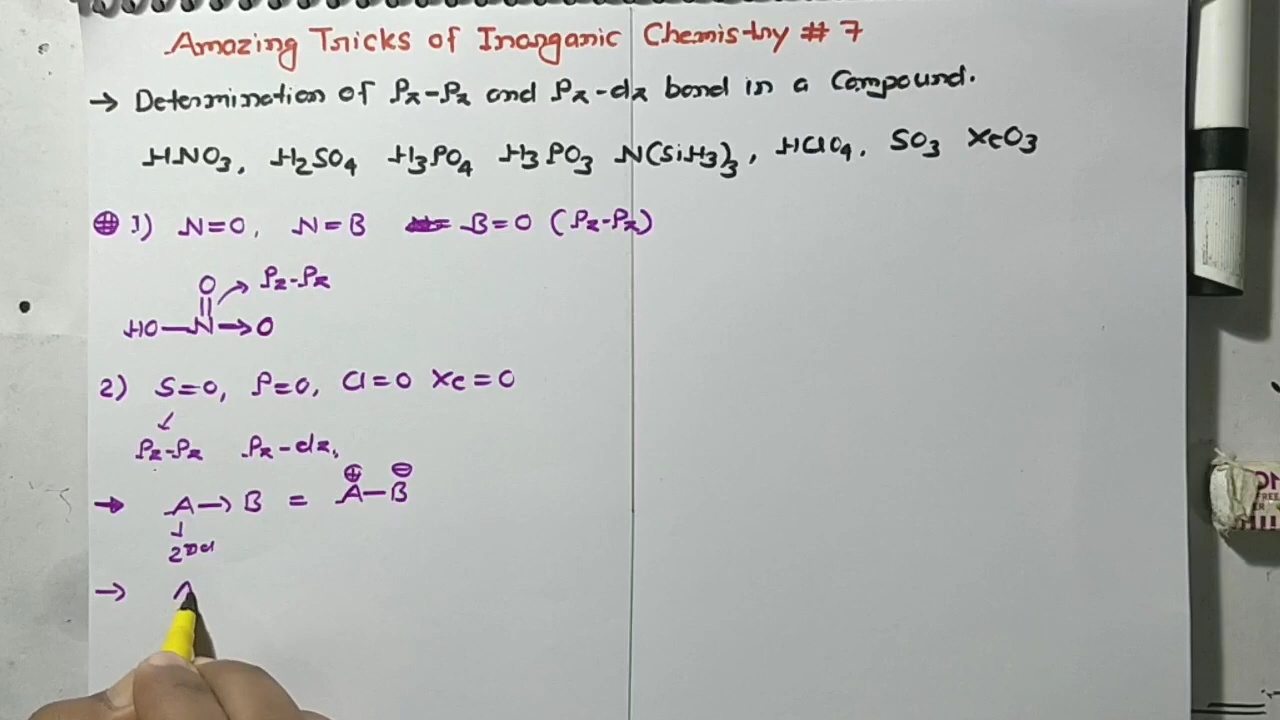 Amazing Tricks of Inorganic Chemistry # 7
→ Determination of Pπ-Pπ and Pπ-dπ bond in a Compound.
HNO₃, H₂SO₄ H₃PO₄ H₃PO₃ N(SiH₃)₃, HClO₄, SO₃ XeO₃
1) N=O, N=B B=O (Pπ-Pπ)
O → Pπ-Pπ
HO—N→O
2) S=O, P=O, Cl=O Xe=O
↓
Pπ-Pπ Pπ-dπ,
⊕ ⊖
→ A→B = A—B
↓
2nd
→ A